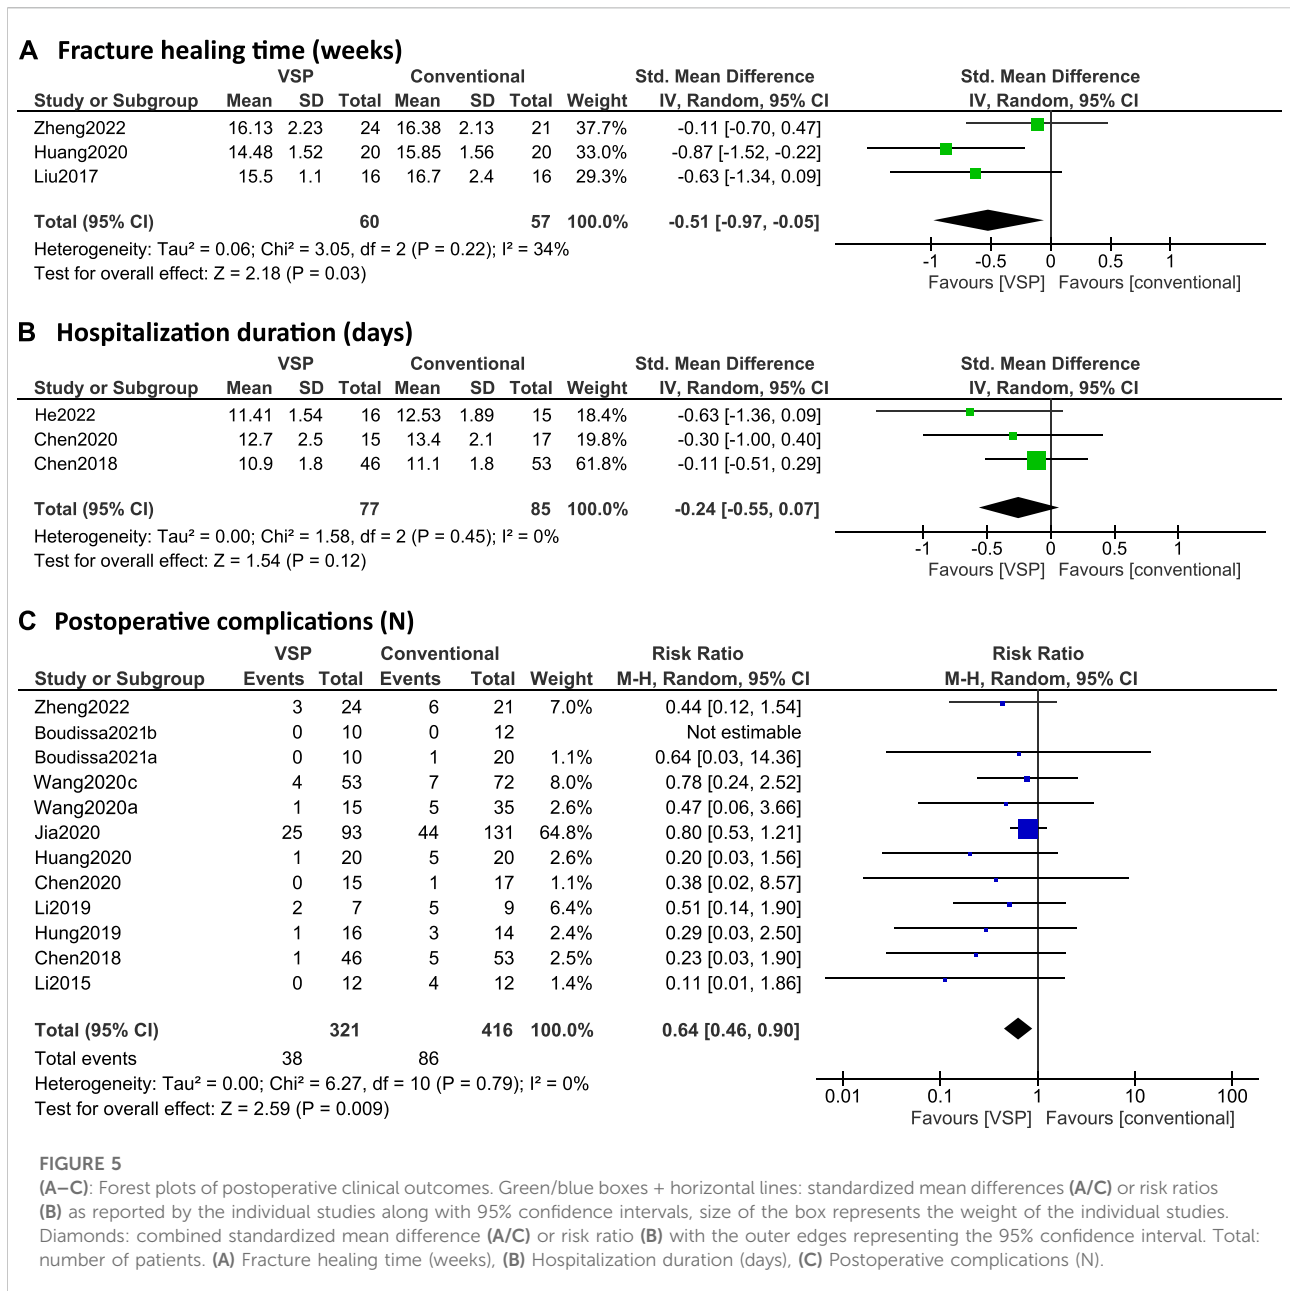 A Fracture healing time (weeks)
VSP Conventional Std. Mean Difference Std. Mean Difference
Study or Subgroup Mean SD Total Mean SD Total Weight IV, Random, 95% CI IV, Random, 95% CI
Zheng2022 16.13 2.23 24 16.38 2.13 21 37.7% -0.11 [-0.70, 0.47]
Huang2020 14.48 1.52 20 15.85 1.56 20 33.0% -0.87 [-1.52, -0.22]
Liu2017 15.5 1.1 16 16.7 2.4 16 29.3% -0.63 [-1.34, 0.09]
Total (95% CI) 60 57 100.0% -0.51 [-0.97, -0.05]
Heterogeneity: Tau² = 0.06; Chi² = 3.05, df = 2 (P = 0.22); I² = 34%
Test for overall effect: Z = 2.18 (P = 0.03)
-1 -0.5 0 0.5 1
Favours [VSP] Favours [conventional]
B Hospitalization duration (days)
VSP Conventional Std. Mean Difference Std. Mean Difference
Study or Subgroup Mean SD Total Mean SD Total Weight IV, Random, 95% CI IV, Random, 95% CI
He2022 11.41 1.54 16 12.53 1.89 15 18.4% -0.63 [-1.36, 0.09]
Chen2020 12.7 2.5 15 13.4 2.1 17 19.8% -0.30 [-1.00, 0.40]
Chen2018 10.9 1.8 46 11.1 1.8 53 61.8% -0.11 [-0.51, 0.29]
Total (95% CI) 77 85 100.0% -0.24 [-0.55, 0.07]
Heterogeneity: Tau² = 0.00; Chi² = 1.58, df = 2 (P = 0.45); I² = 0%
Test for overall effect: Z = 1.54 (P = 0.12)
-1 -0.5 0 0.5 1
Favours [VSP] Favours [conventional]
C Postoperative complications (N)
VSP Conventional Risk Ratio Risk Ratio
Study or Subgroup Events Total Events Total Weight M-H, Random, 95% CI M-H, Random, 95% CI
Zheng2022 3 24 6 21 7.0% 0.44 [0.12, 1.54]
Boudissa2021b 0 10 0 12 Not estimable
Boudissa2021a 0 10 1 20 1.1% 0.64 [0.03, 14.36]
Wang2020c 4 53 7 72 8.0% 0.78 [0.24, 2.52]
Wang2020a 1 15 5 35 2.6% 0.47 [0.06, 3.66]
Jia2020 25 93 44 131 64.8% 0.80 [0.53, 1.21]
Huang2020 1 20 5 20 2.6% 0.20 [0.03, 1.56]
Chen2020 0 15 1 17 1.1% 0.38 [0.02, 8.57]
Li2019 2 7 5 9 6.4% 0.51 [0.14, 1.90]
Hung2019 1 16 3 14 2.4% 0.29 [0.03, 2.50]
Chen2018 1 46 5 53 2.5% 0.23 [0.03, 1.90]
Li2015 0 12 4 12 1.4% 0.11 [0.01, 1.86]
Total (95% CI) 321 416 100.0% 0.64 [0.46, 0.90]
Total events 38 86
Heterogeneity: Tau² = 0.00; Chi² = 6.27, df = 10 (P = 0.79); I² = 0%
Test for overall effect: Z = 2.59 (P = 0.009)
0.01 0.1 1 10 100
Favours [VSP] Favours [conventional]
FIGURE 5
(A–C): Forest plots of postoperative clinical outcomes. Green/blue boxes + horizontal lines: standardized mean differences (A/C) or risk ratios
(B) as reported by the individual studies along with 95% confidence intervals, size of the box represents the weight of the individual studies.
Diamonds: combined standardized mean difference (A/C) or risk ratio (B) with the outer edges representing the 95% confidence interval. Total:
number of patients. (A) Fracture healing time (weeks), (B) Hospitalization duration (days), (C) Postoperative complications (N).